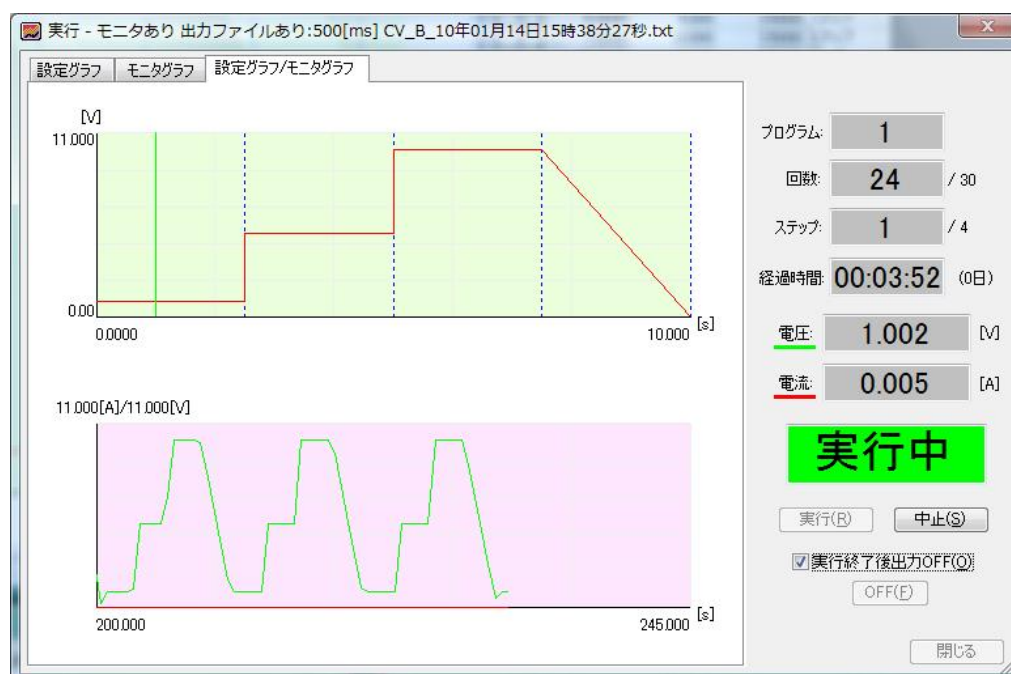 実行 - モニタあり 出力ファイルあり:500[ms] CV_B_10年01月14日15時38分27秒.txt
設定グラフ モニタグラフ 設定グラフ/モニタグラフ
[V]
11.000
0.00
0.0000 10.000 [s]
11.000[A]/11.000[V]
200.000 245.000 [s]
プログラム: 1
回数: 24 / 30
ステップ: 1 / 4
経過時間: 00:03:52 (0日)
電圧: 1.002 [V]
電流: 0.005 [A]
実行中
実行(R) 中止(S)
実行終了後出力OFF(O)
OFF(F)
閉じる